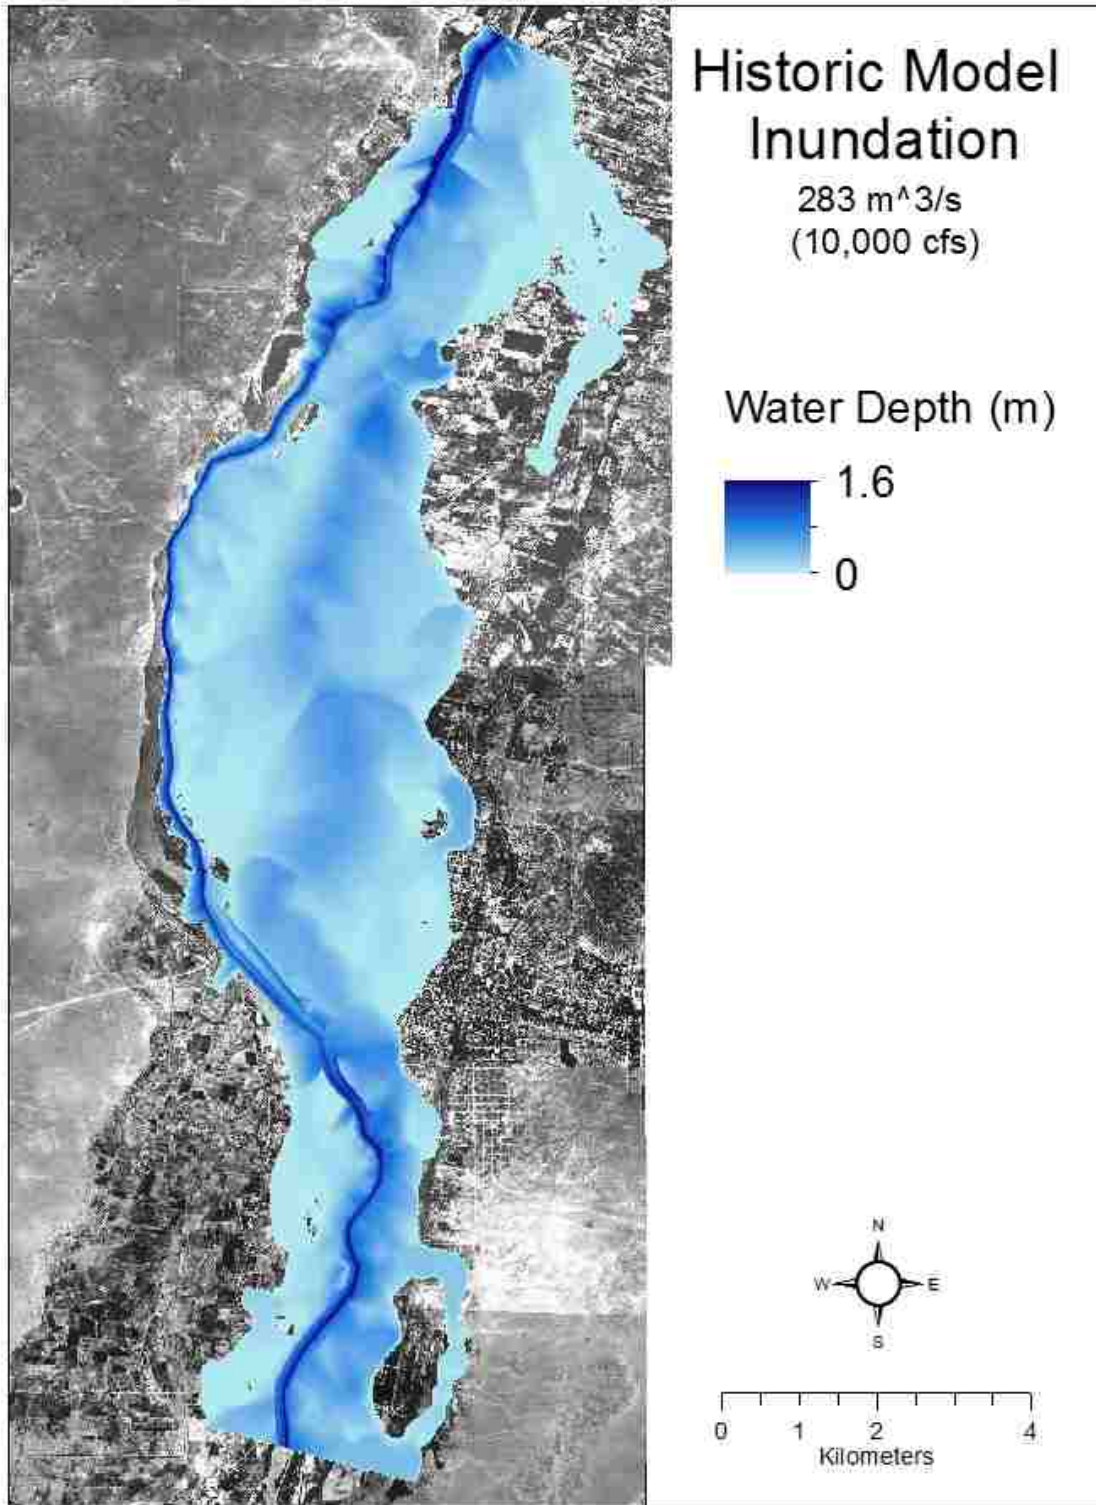 Historic Model
Inundation
283 m^3/s
(10,000 cfs)
Water Depth (m)
1.6
0
N
W E
S
0 1 2 4
Kilometers